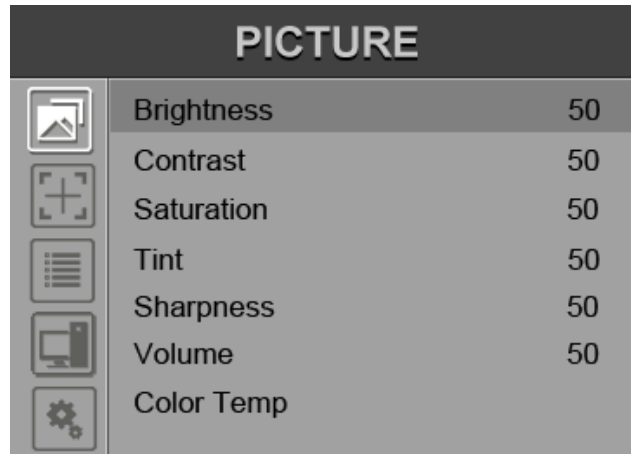 PICTURE
Brightness 50
Contrast 50
Saturation 50
Tint 50
Sharpness 50
Volume 50
Color Temp